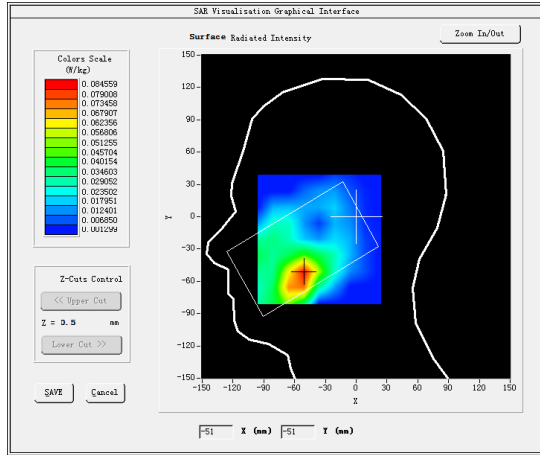 SAR Visualisation Graphical Interface
Surface Radiated Intensity
Zoom In/Out
Colors Scale
(W/kg)
0.084559
0.079008
0.073458
0.067907
0.062356
0.056806
0.051255
0.045704
0.040154
0.034603
0.029052
0.023502
0.017951
0.012401
0.006850
0.001299
Z-Cuts Control
<< Upper Cut
Z = 3.5 mm
Lower Cut >>
SAVE Cancel
150
120
90
60
30
0
-30
-60
-90
-120
-150
Y
-150 -120 -90 -60 -30 0 30 60 90 120 150
X
-51 X (mm) -51 Y (mm)